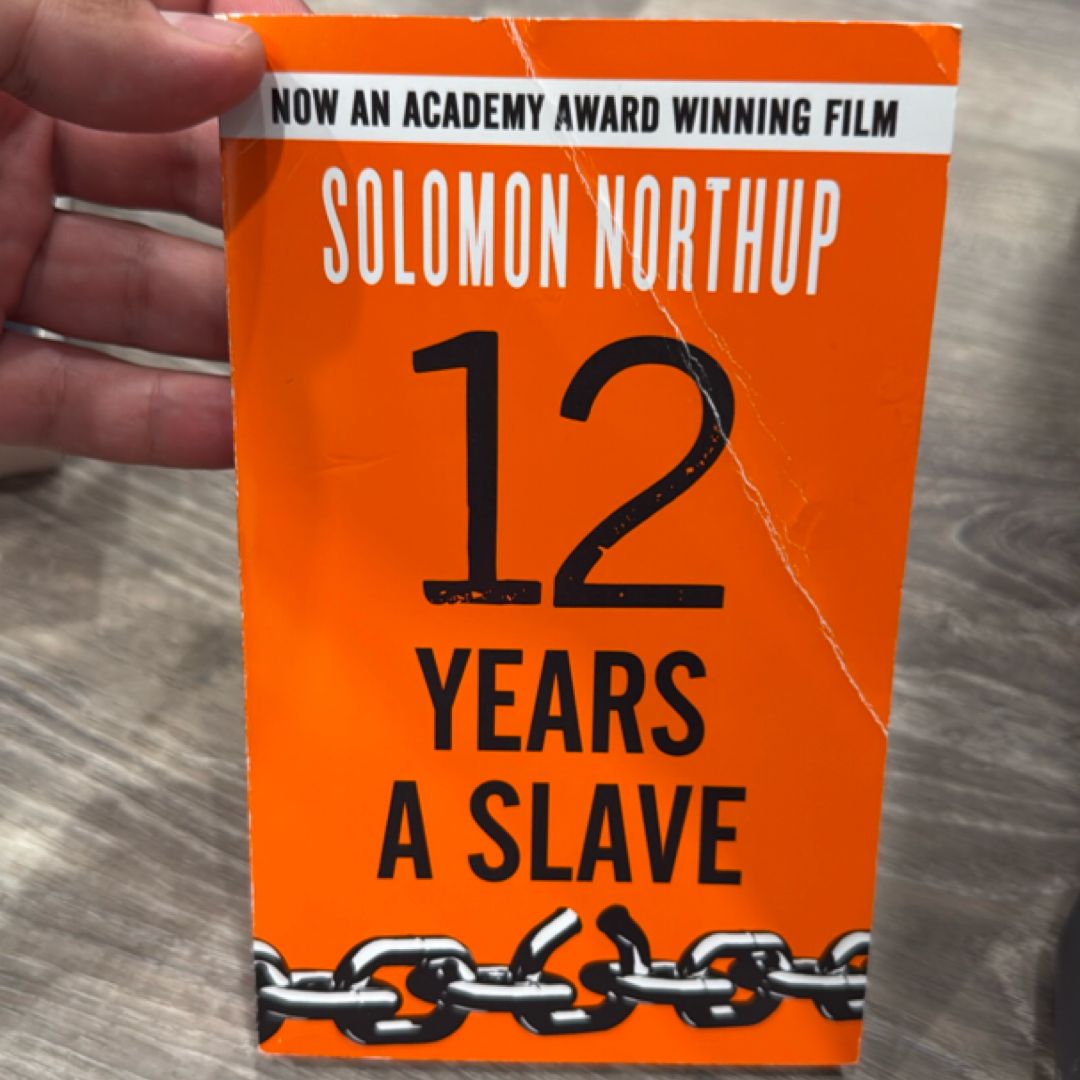 NOW AN ACADEMY AWARD WINNING FILM
SOLOMON NORTHUP
12
YEARS
A SLAVE